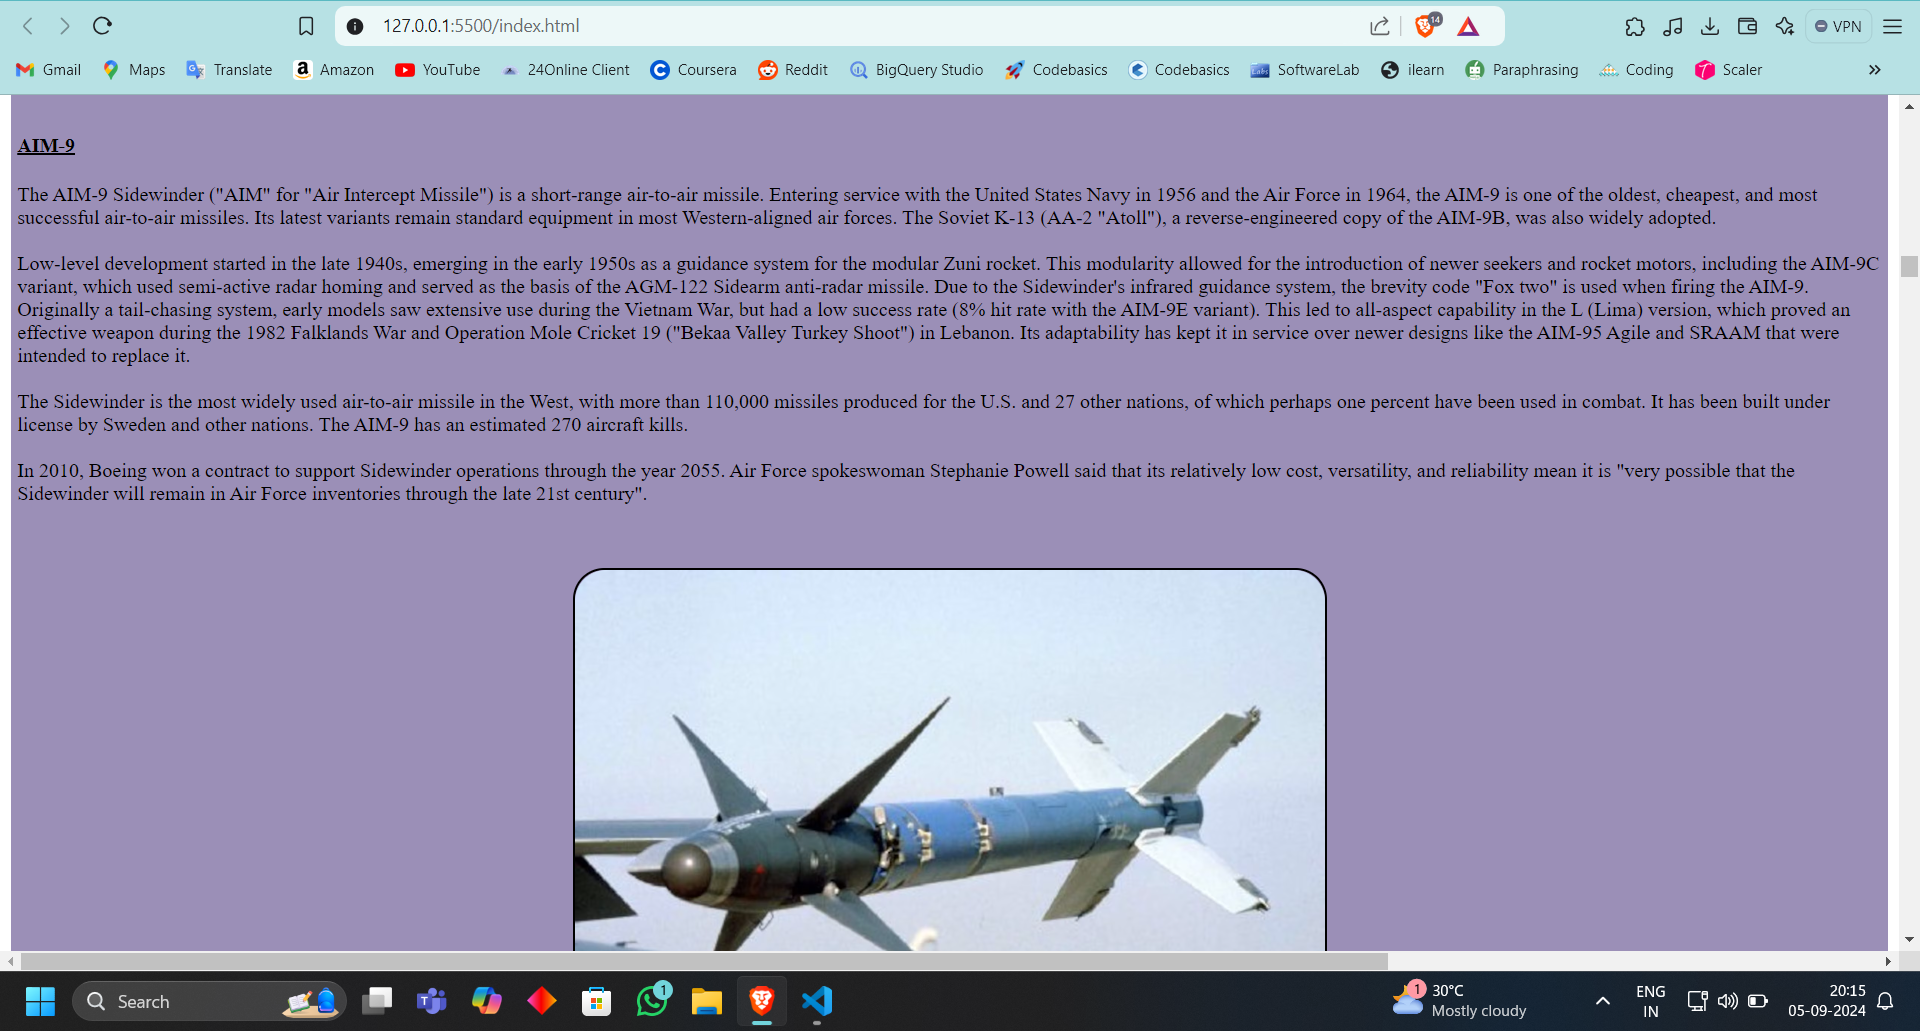 127.0.0.1:5500/index.html
14
VPN
Gmail
Maps
Translate
Amazon
YouTube
24Online Client
Coursera
Reddit
BigQuery Studio
Codebasics
Codebasics
SoftwareLab
ilearn
Paraphrasing
Coding
Scaler
»
AIM-9
The AIM-9 Sidewinder ("AIM" for "Air Intercept Missile") is a short-range air-to-air missile. Entering service with the United States Navy in 1956 and the Air Force in 1964, the AIM-9 is one of the oldest, cheapest, and most
successful air-to-air missiles. Its latest variants remain standard equipment in most Western-aligned air forces. The Soviet K-13 (AA-2 "Atoll"), a reverse-engineered copy of the AIM-9B, was also widely adopted.
Low-level development started in the late 1940s, emerging in the early 1950s as a guidance system for the modular Zuni rocket. This modularity allowed for the introduction of newer seekers and rocket motors, including the AIM-9C
variant, which used semi-active radar homing and served as the basis of the AGM-122 Sidearm anti-radar missile. Due to the Sidewinder's infrared guidance system, the brevity code "Fox two" is used when firing the AIM-9.
Originally a tail-chasing system, early models saw extensive use during the Vietnam War, but had a low success rate (8% hit rate with the AIM-9E variant). This led to all-aspect capability in the L (Lima) version, which proved an
effective weapon during the 1982 Falklands War and Operation Mole Cricket 19 ("Bekaa Valley Turkey Shoot") in Lebanon. Its adaptability has kept it in service over newer designs like the AIM-95 Agile and SRAAM that were
intended to replace it.
The Sidewinder is the most widely used air-to-air missile in the West, with more than 110,000 missiles produced for the U.S. and 27 other nations, of which perhaps one percent have been used in combat. It has been built under
license by Sweden and other nations. The AIM-9 has an estimated 270 aircraft kills.
In 2010, Boeing won a contract to support Sidewinder operations through the year 2055. Air Force spokeswoman Stephanie Powell said that its relatively low cost, versatility, and reliability mean it is "very possible that the
Sidewinder will remain in Air Force inventories through the late 21st century".
Search
1
1
30°C
Mostly cloudy
ENG
IN
20:15
05-09-2024